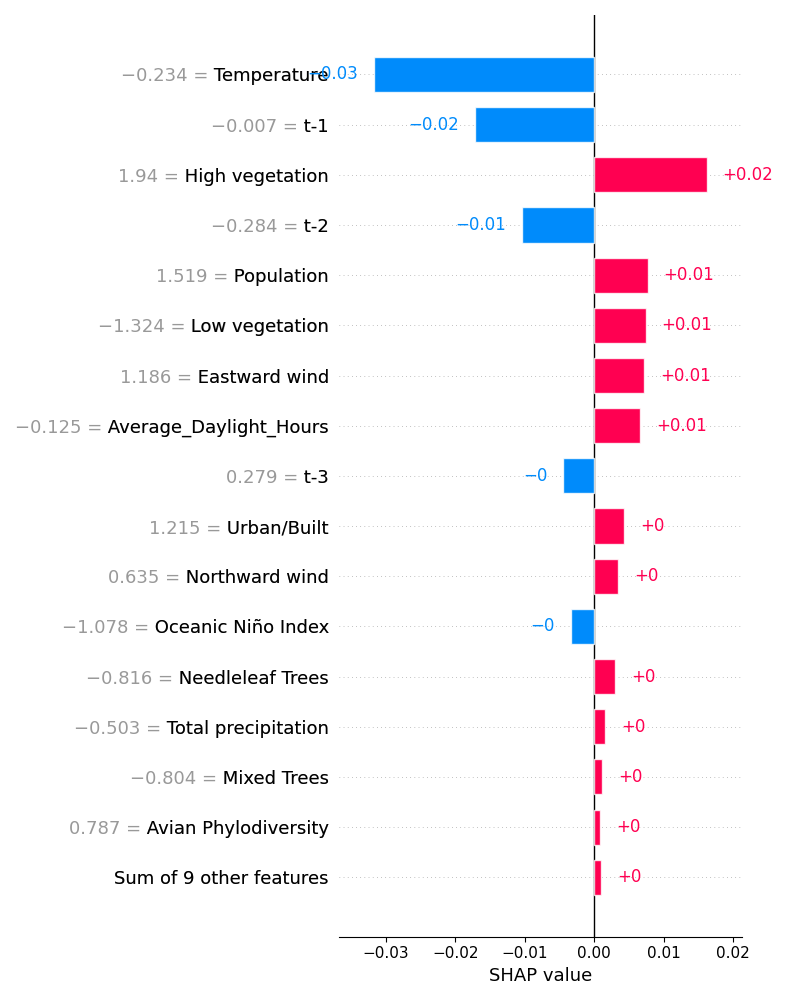 −0.234 = Temperature −0.03
−0.007 = t-1 −0.02
1.94 = High vegetation +0.02
−0.284 = t-2 −0.01
1.519 = Population +0.01
−1.324 = Low vegetation +0.01
1.186 = Eastward wind +0.01
−0.125 = Average_Daylight_Hours +0.01
0.279 = t-3 −0
1.215 = Urban/Built +0
0.635 = Northward wind +0
−1.078 = Oceanic Niño Index −0
−0.816 = Needleleaf Trees +0
−0.503 = Total precipitation +0
−0.804 = Mixed Trees +0
0.787 = Avian Phylodiversity +0
Sum of 9 other features +0
−0.03 −0.02 −0.01 0.00 0.01 0.02
SHAP value